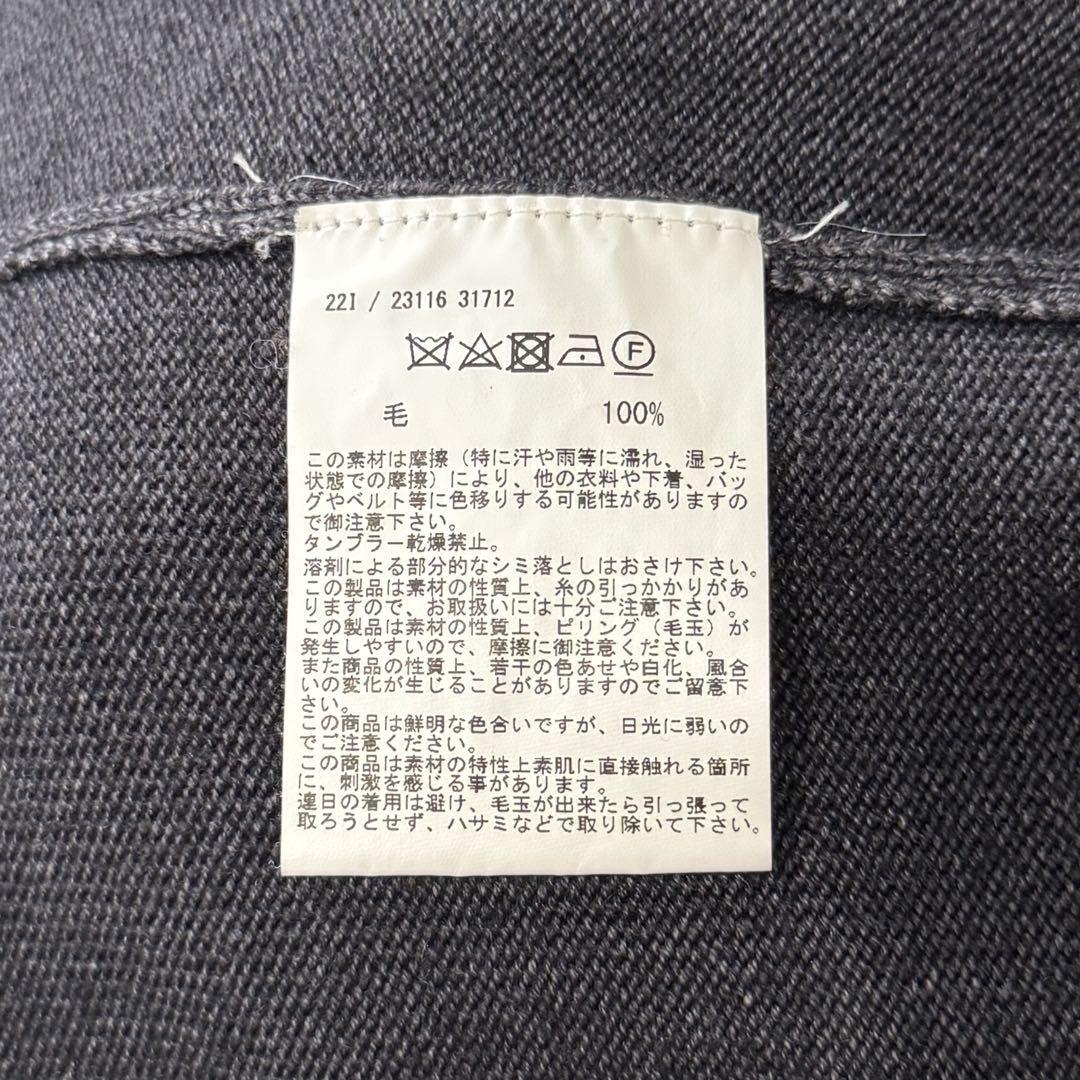 22I / 23116 31712
F
毛 100%
この素材は摩擦（特に汗や雨等に濡れ、湿った
状態での摩擦）により、他の衣料や下着、バッ
グやベルト等に色移りする可能性がありますの
で御注意下さい。
タンブラー乾燥禁止。
溶剤による部分的なシミ落としはおさけ下さい。
この製品は素材の性質上、糸の引っかかりがあ
りますので、お取扱いには十分ご注意下さい。
この製品は素材の性質上、ピリング（毛玉）が
発生しやすいので、摩擦に御注意ください。
また商品の性質上、若干の色あせや白化、風合
いの変化が生じることがありますのでご留意下
さい。
この商品は鮮明な色合いですが、日光に弱いの
でご注意ください。
この商品は素材の特性上素肌に直接触れる箇所
に、刺激を感じる事があります。
連日の着用は避け、毛玉が出来たら引っ張って
取ろうとせず、ハサミなどで取り除いて下さい。